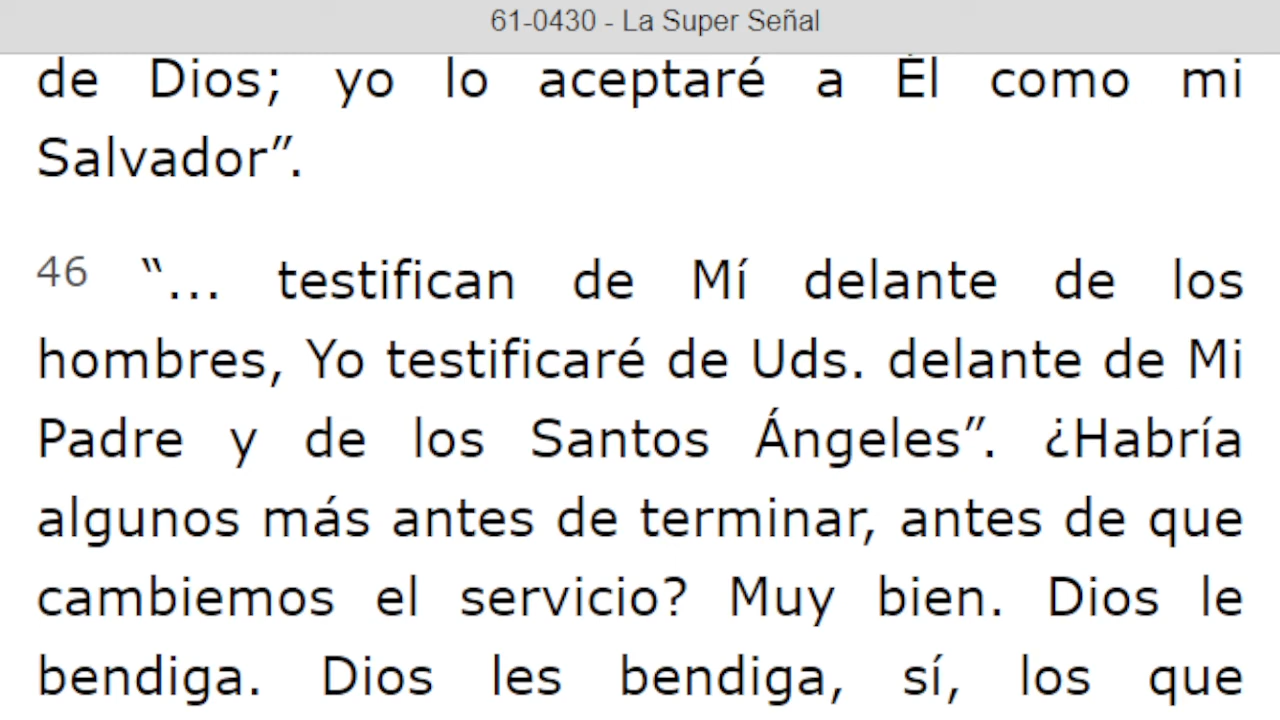 61-0430 - La Super Señal
de Dios; yo lo aceptaré a Él como mi
Salvador”.
46 “... testifican de Mí delante de los
hombres, Yo testificaré de Uds. delante de Mi
Padre y de los Santos Ángeles”. ¿Habría
algunos más antes de terminar, antes de que
cambiemos el servicio? Muy bien. Dios le
bendiga. Dios les bendiga, sí, los que